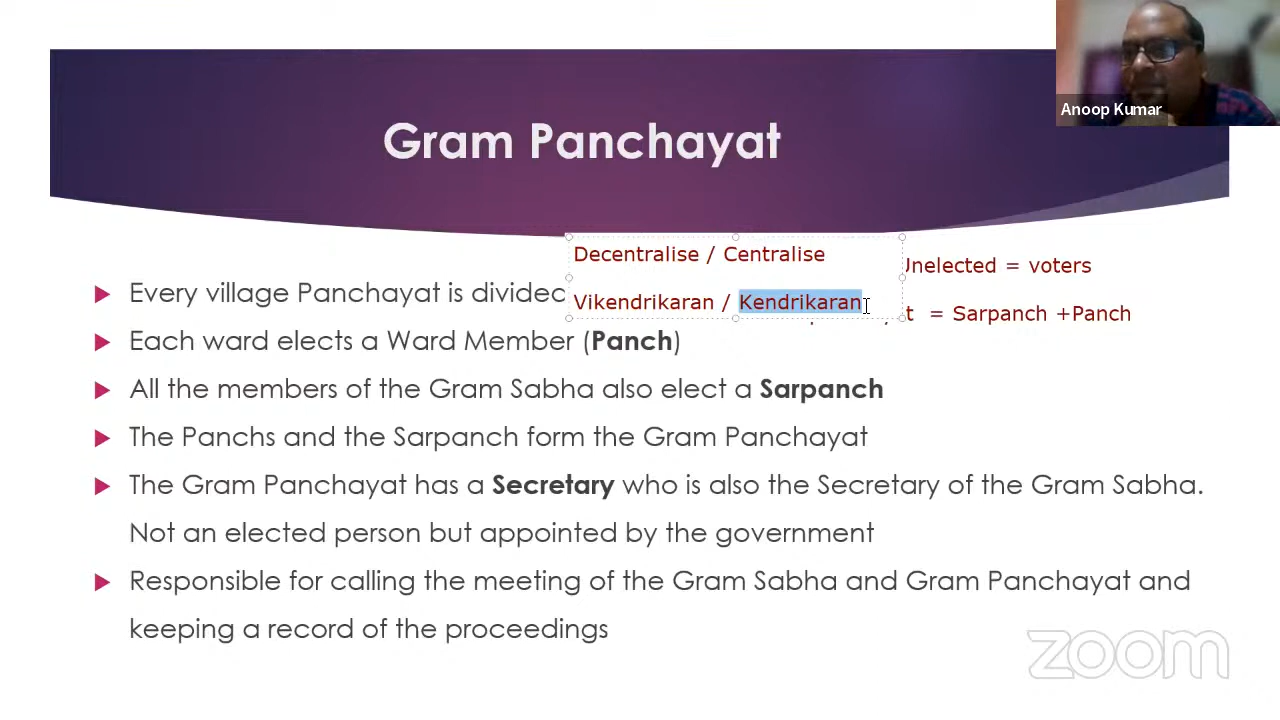 Anoop Kumar
Gram Panchayat
Decentralise / Centralise
Unelected = voters
Every village Panchayat is divided
Vikendrikaran / Kendrikaran
= Sarpanch +Panch
Each ward elects a Ward Member (Panch)
All the members of the Gram Sabha also elect a Sarpanch
The Panchs and the Sarpanch form the Gram Panchayat
The Gram Panchayat has a Secretary who is also the Secretary of the Gram Sabha.
Not an elected person but appointed by the government
Responsible for calling the meeting of the Gram Sabha and Gram Panchayat and
keeping a record of the proceedings
zoom